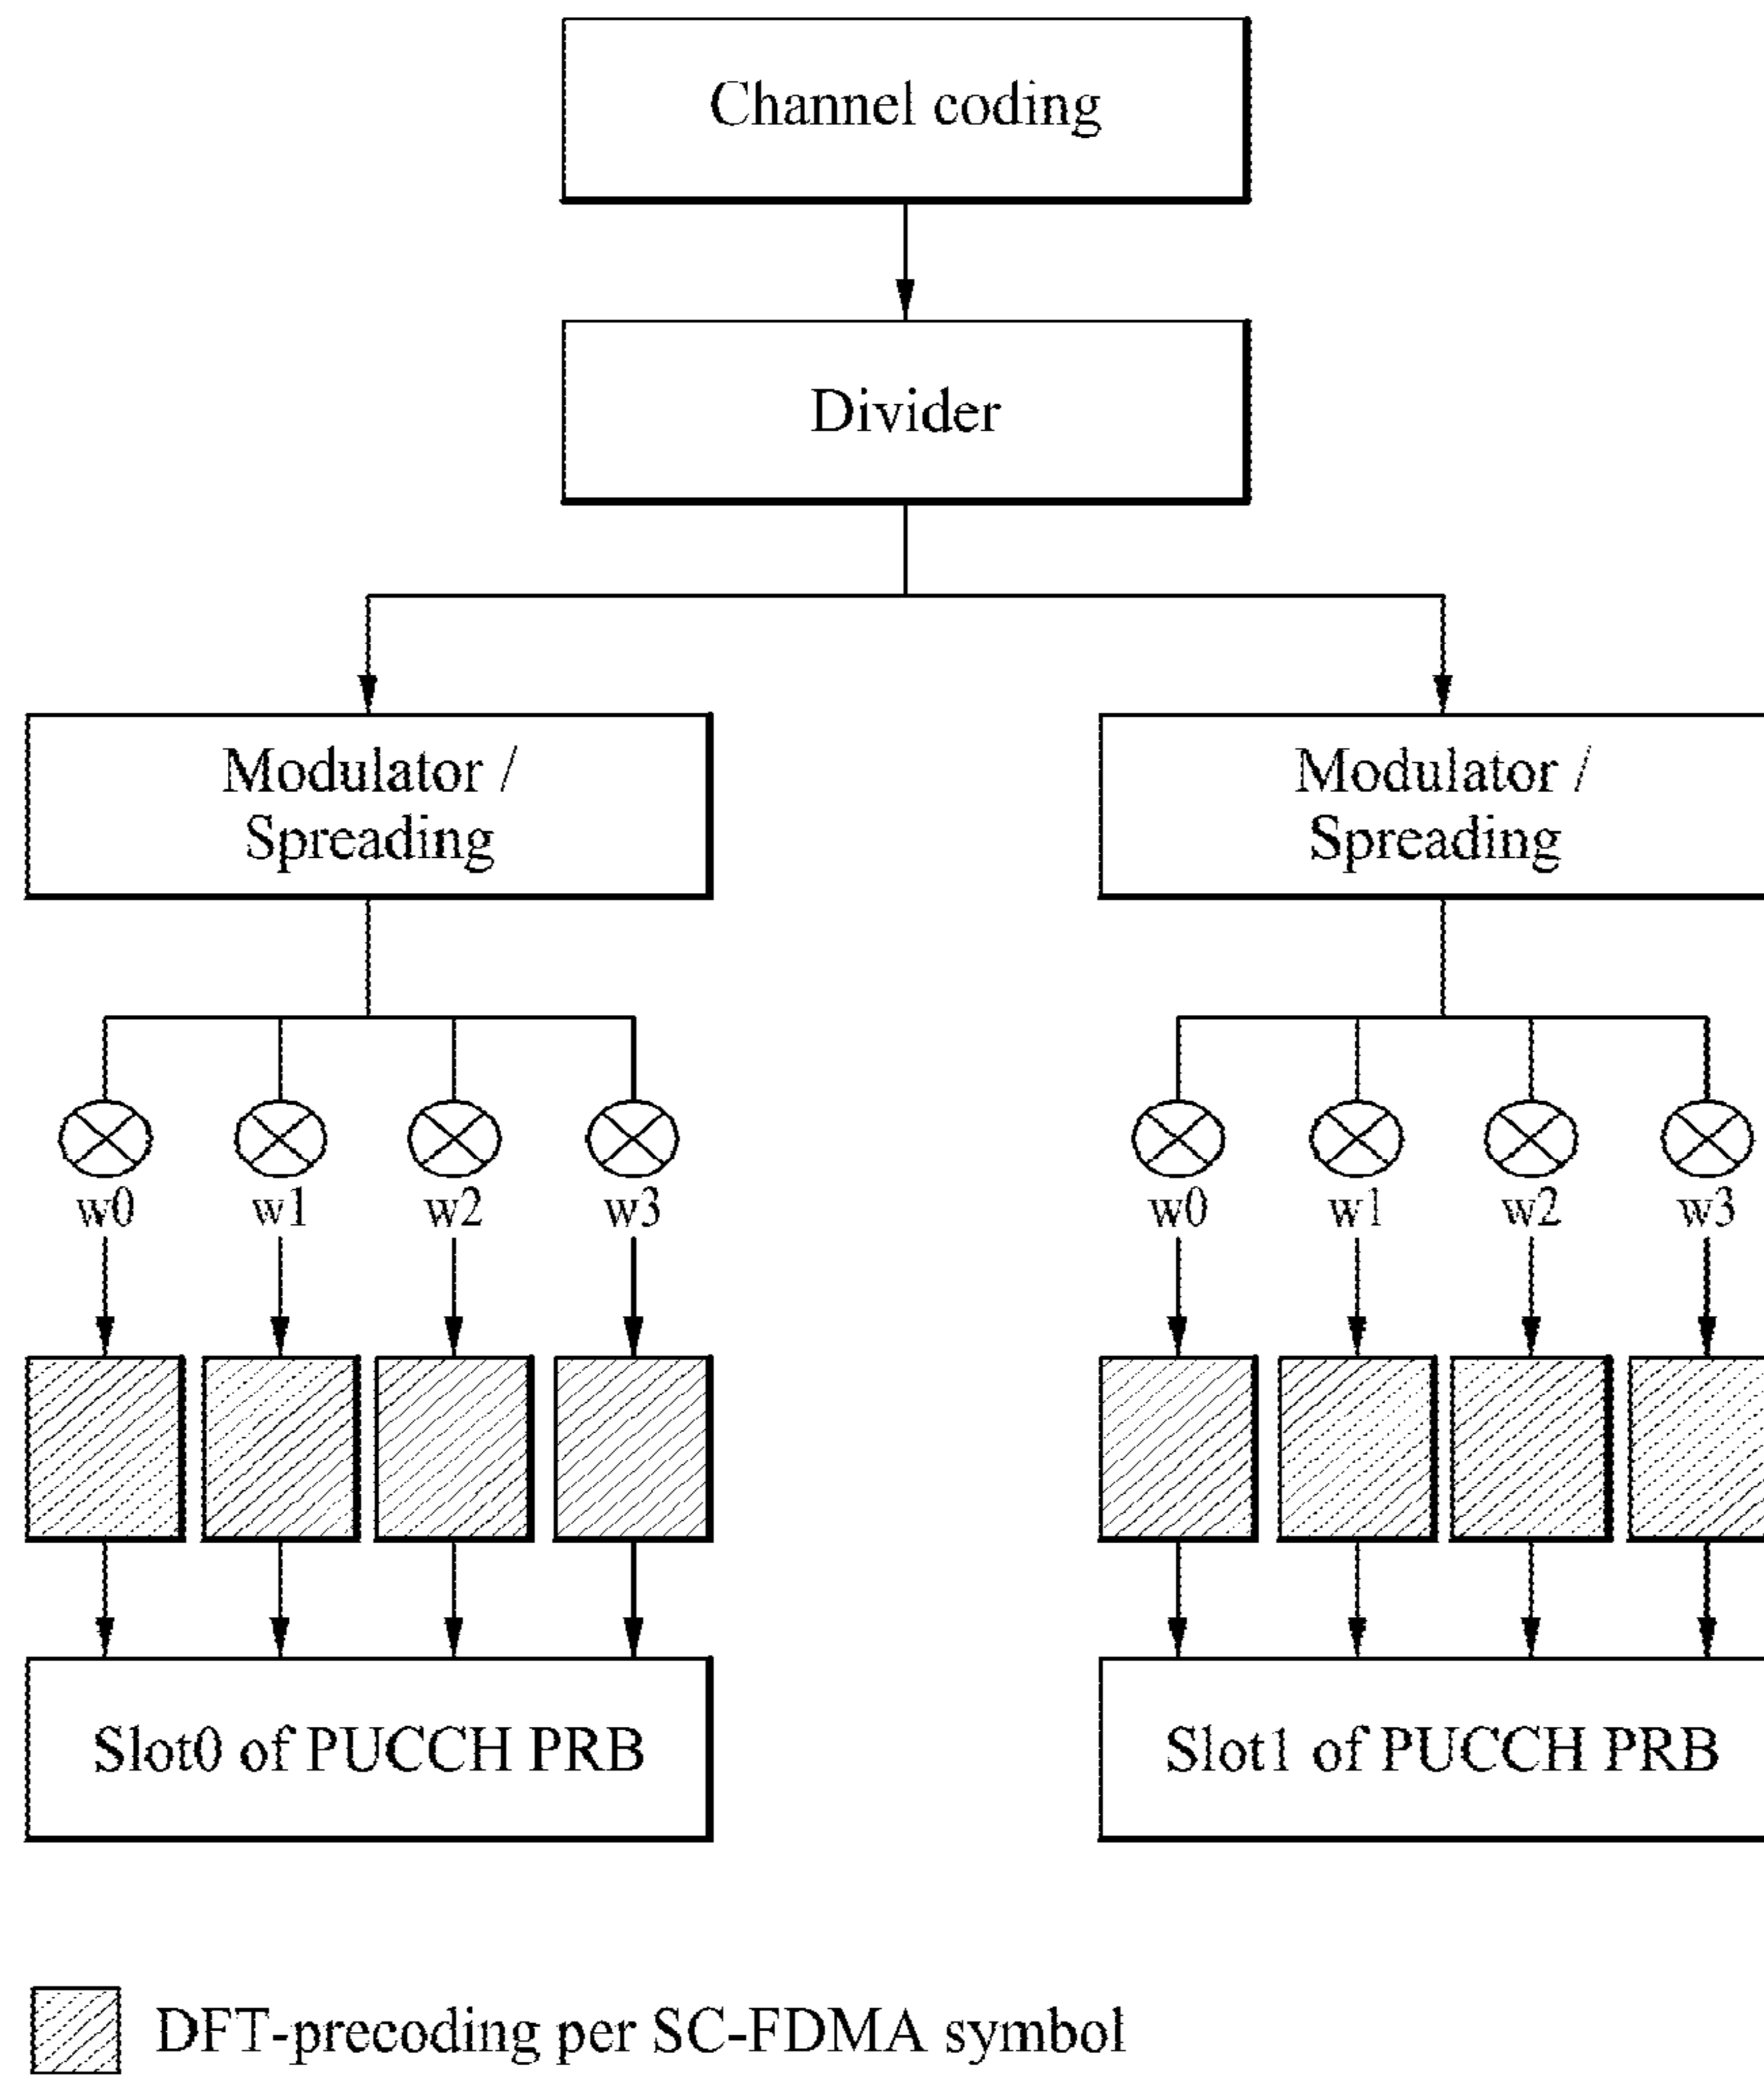 Channel coding
Divider
Modulator /
Spreading
Modulator /
Spreading
w0 w1 w2 w3
w0 w1 w2 w3
Slot0 of PUCCH PRB
Slot1 of PUCCH PRB
DFT-precoding per SC-FDMA symbol